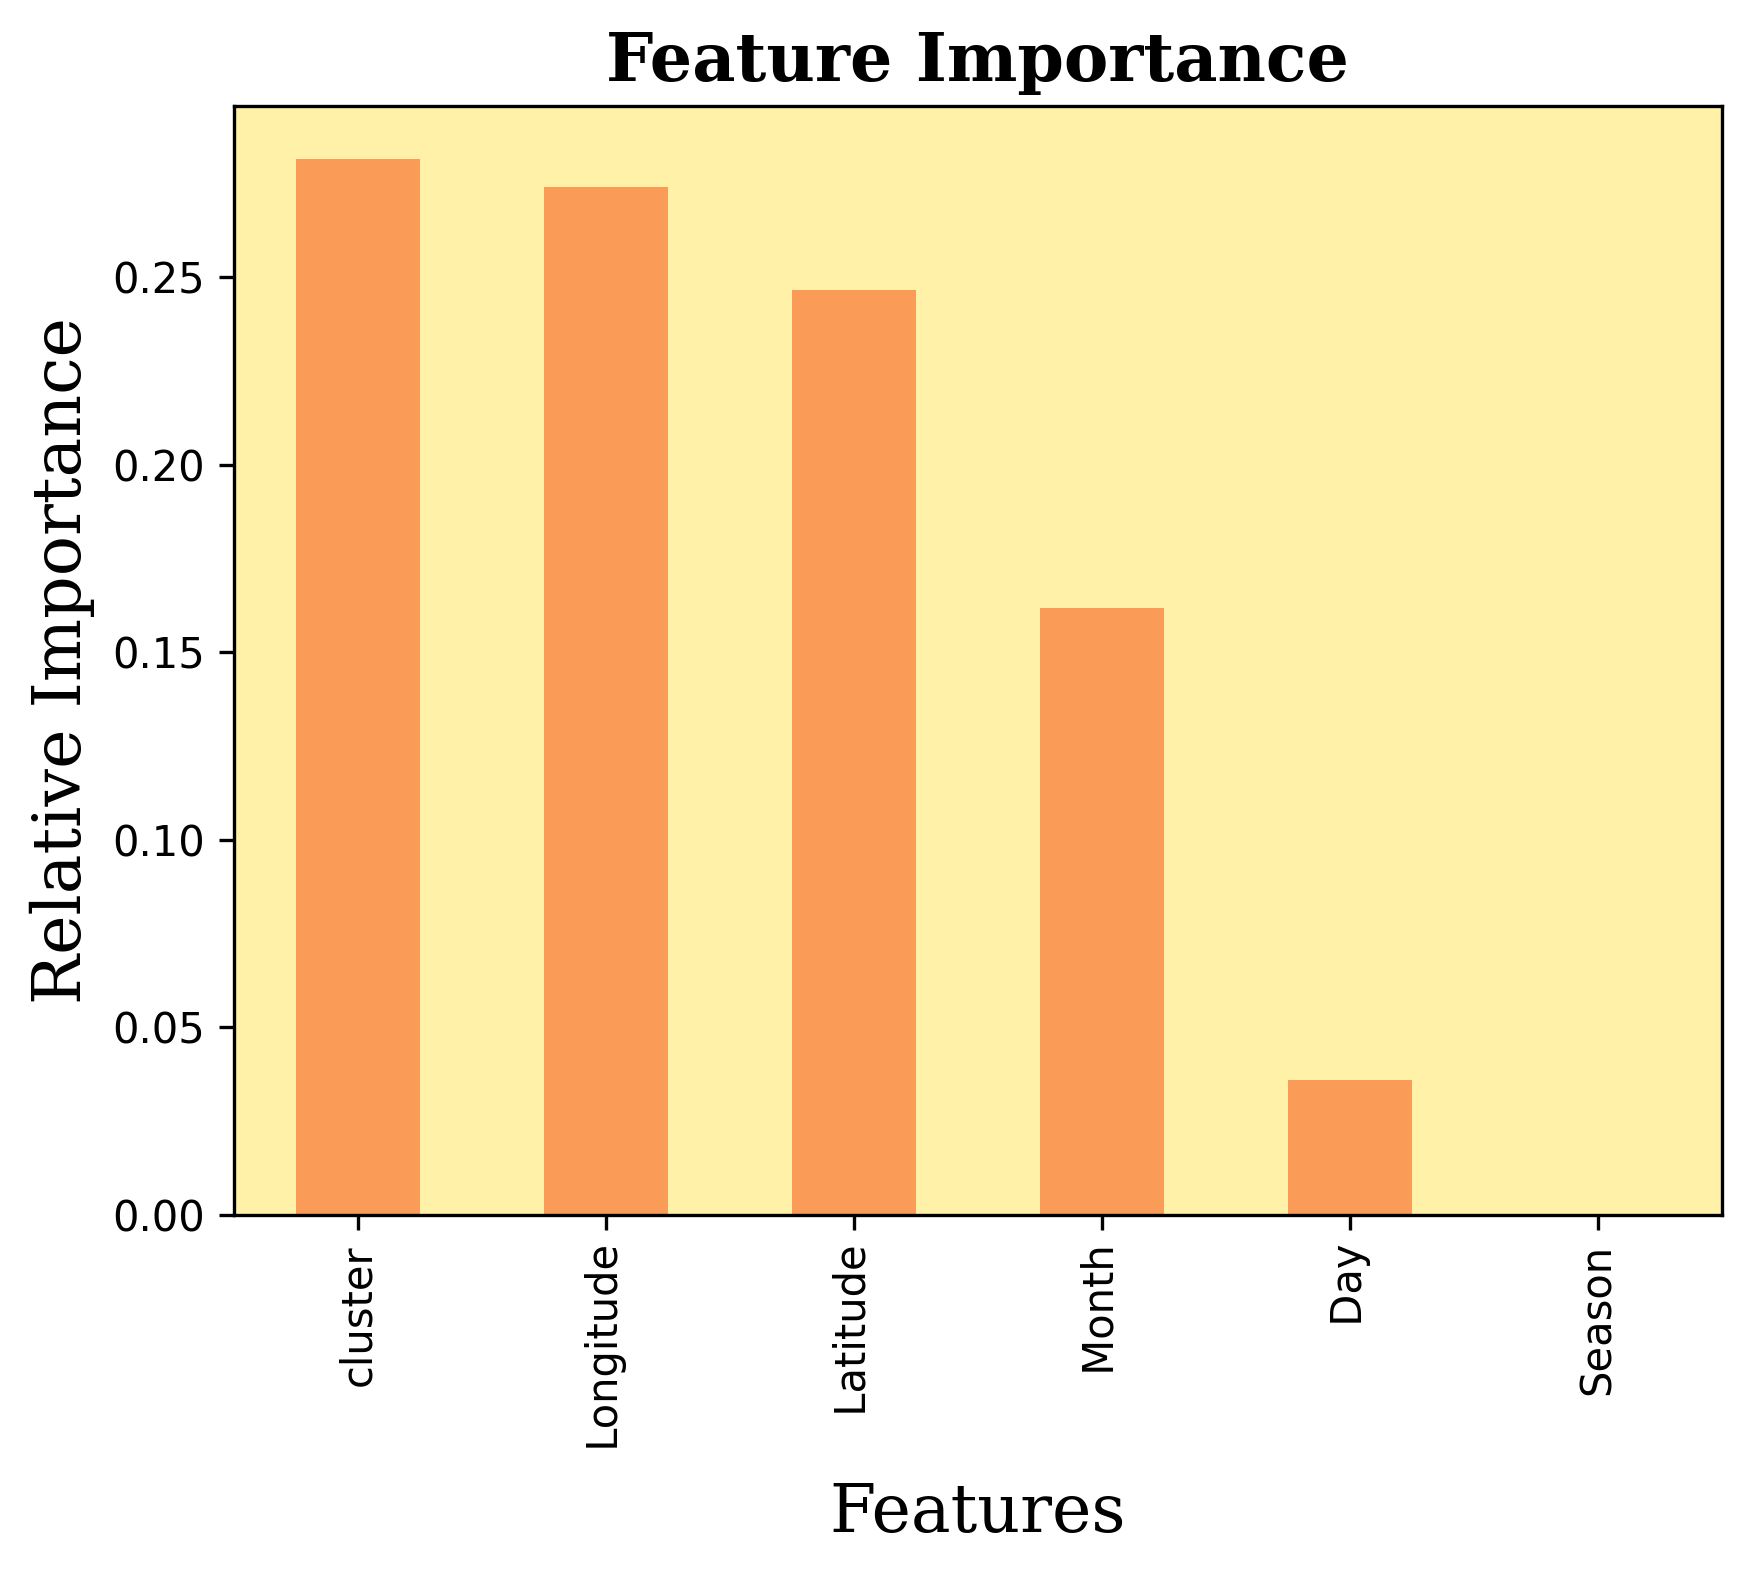 Feature Importance
Relative Importance
0.25
0.20
0.15
0.10
0.05
0.00
cluster
Longitude
Latitude
Month
Day
Season
Features